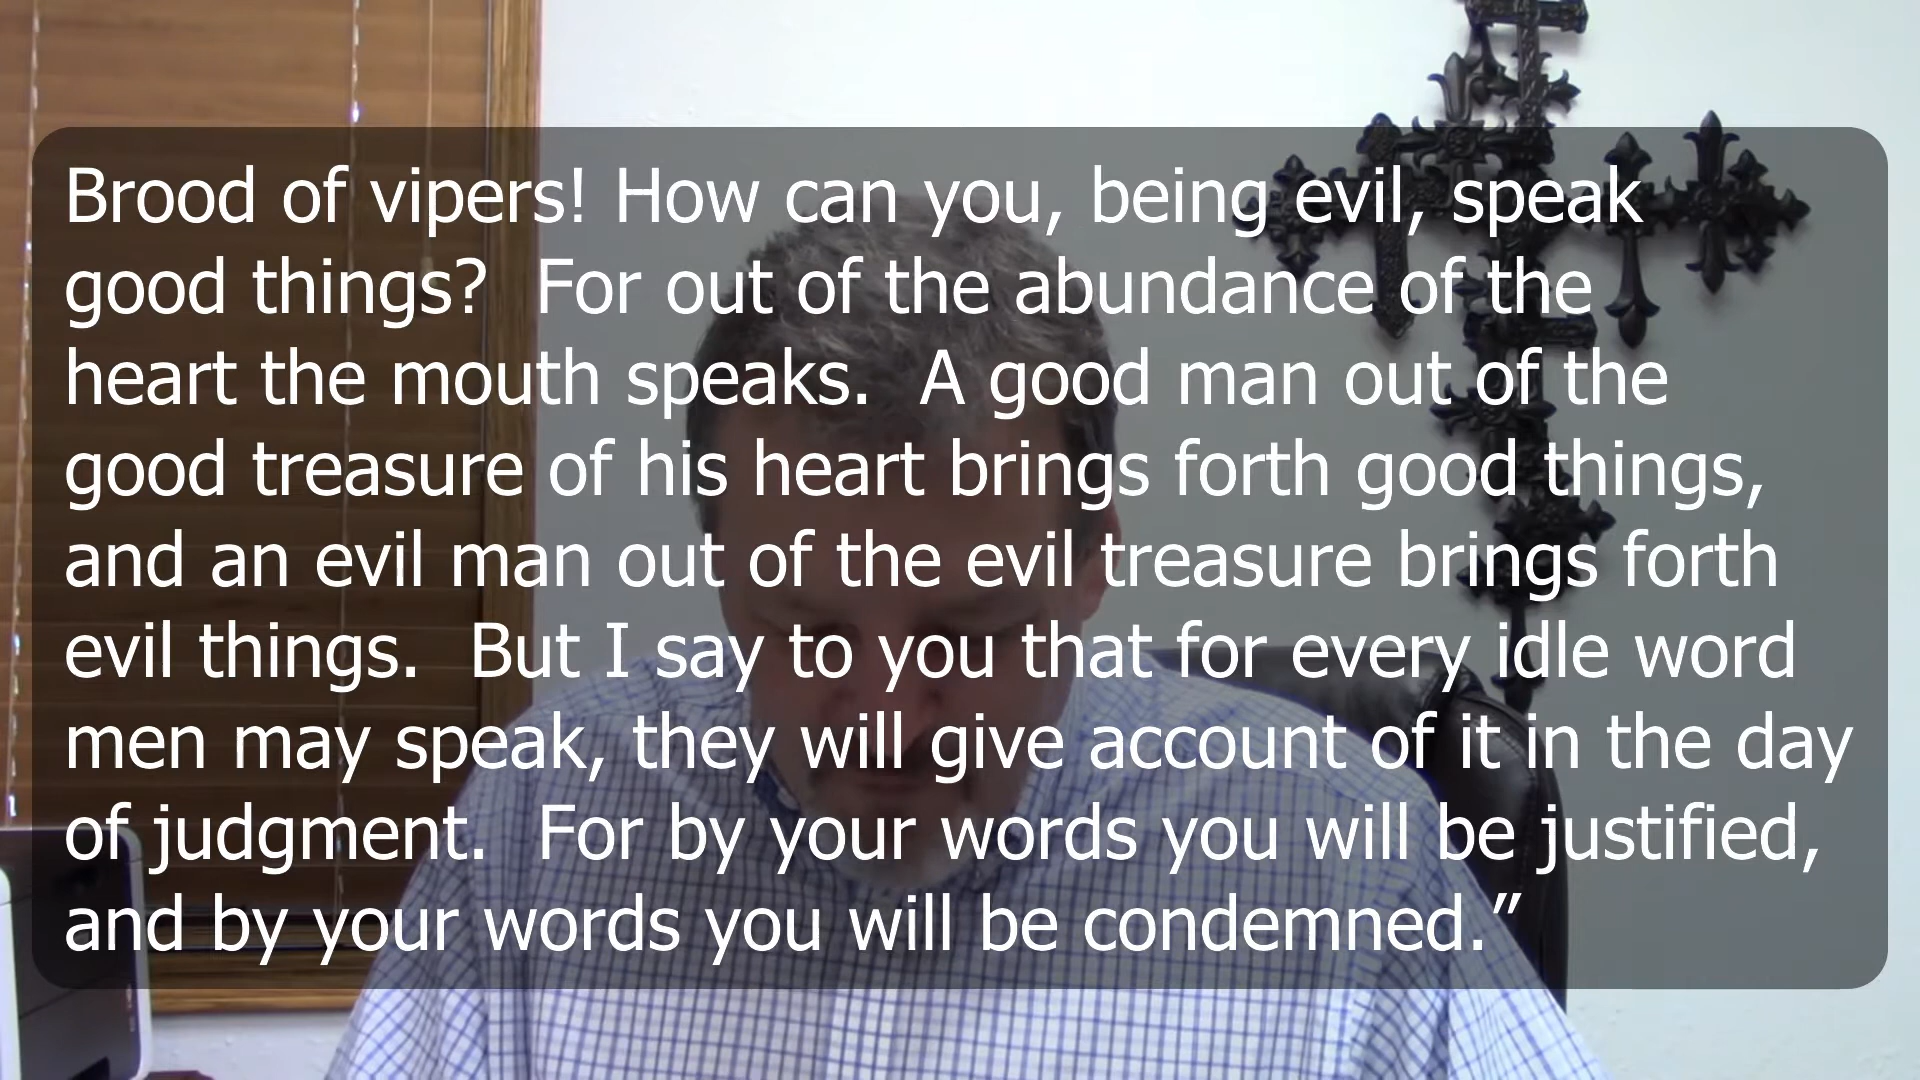 Brood of vipers! How can you, being evil, speak
good things?  For out of the abundance of the
heart the mouth speaks.  A good man out of the
good treasure of his heart brings forth good things,
and an evil man out of the evil treasure brings forth
evil things.  But I say to you that for every idle word
men may speak, they will give account of it in the day
of judgment.  For by your words you will be justified,
and by your words you will be condemned.”